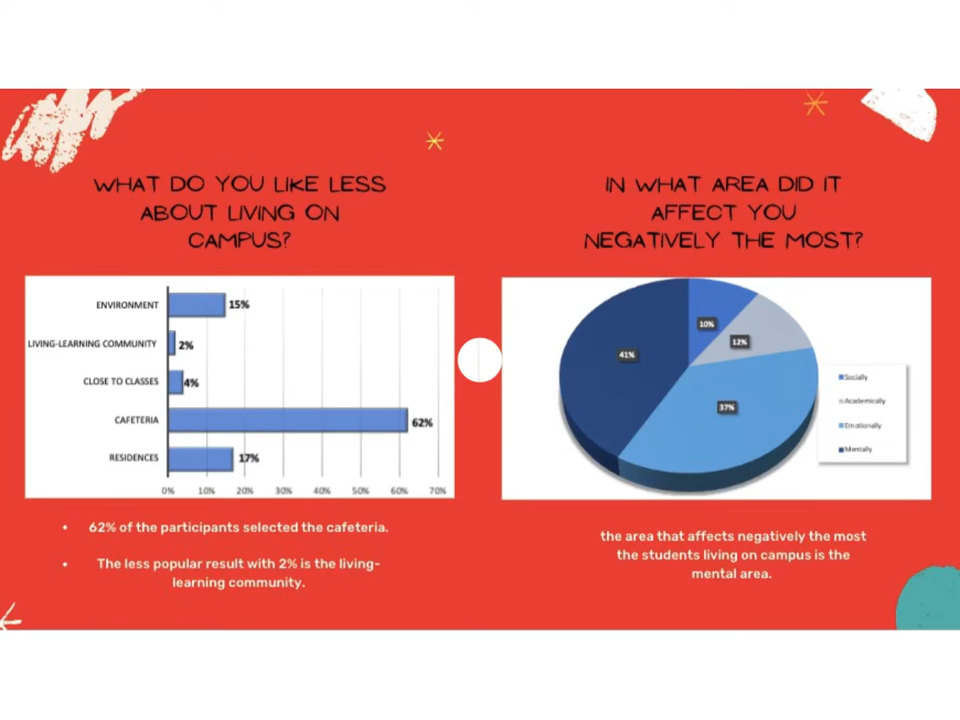 WHAT DO YOU LIKE LESS
ABOUT LIVING ON
CAMPUS?
ENVIRONMENT 15%
LIVING-LEARNING COMMUNITY 2%
CLOSE TO CLASSES 4%
CAFETERIA 62%
RESIDENCES 17%
0% 10% 20% 30% 40% 50% 60% 70%
• 62% of the participants selected the cafeteria.
• The less popular result with 2% is the living-
learning community.
IN WHAT AREA DID IT
AFFECT YOU
NEGATIVELY THE MOST?
10%
12%
41%
37%
Socially
Academically
Emotionally
Mentally
the area that affects negatively the most
the students living on campus is the
mental area.